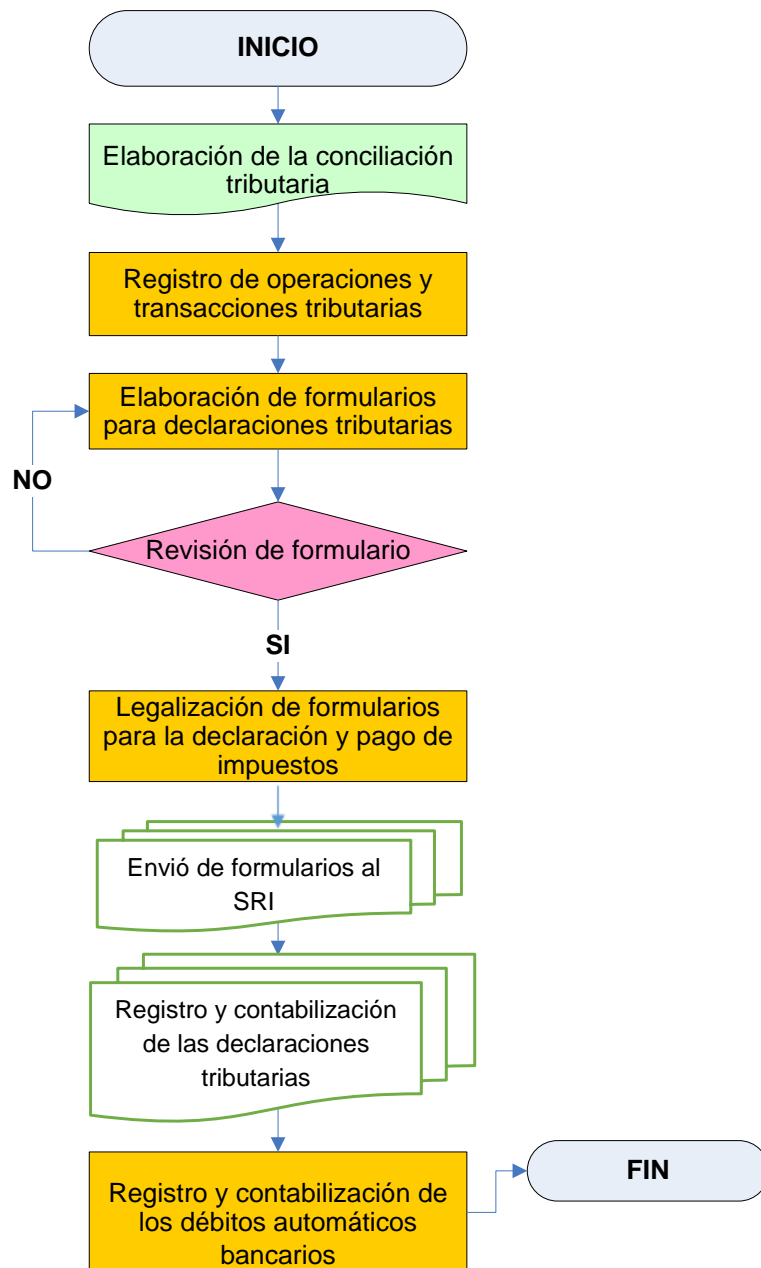 INICIO
Elaboración de la conciliación
tributaria
Registro de operaciones y
transacciones tributarias
Elaboración de formularios
para declaraciones tributarias
NO
Revisión de formulario
SI
Legalización de formularios
para la declaración y pago de
impuestos
Envió de formularios al
SRI
Registro y contabilización
de las declaraciones
tributarias
Registro y contabilización de
los débitos automáticos
bancarios
FIN